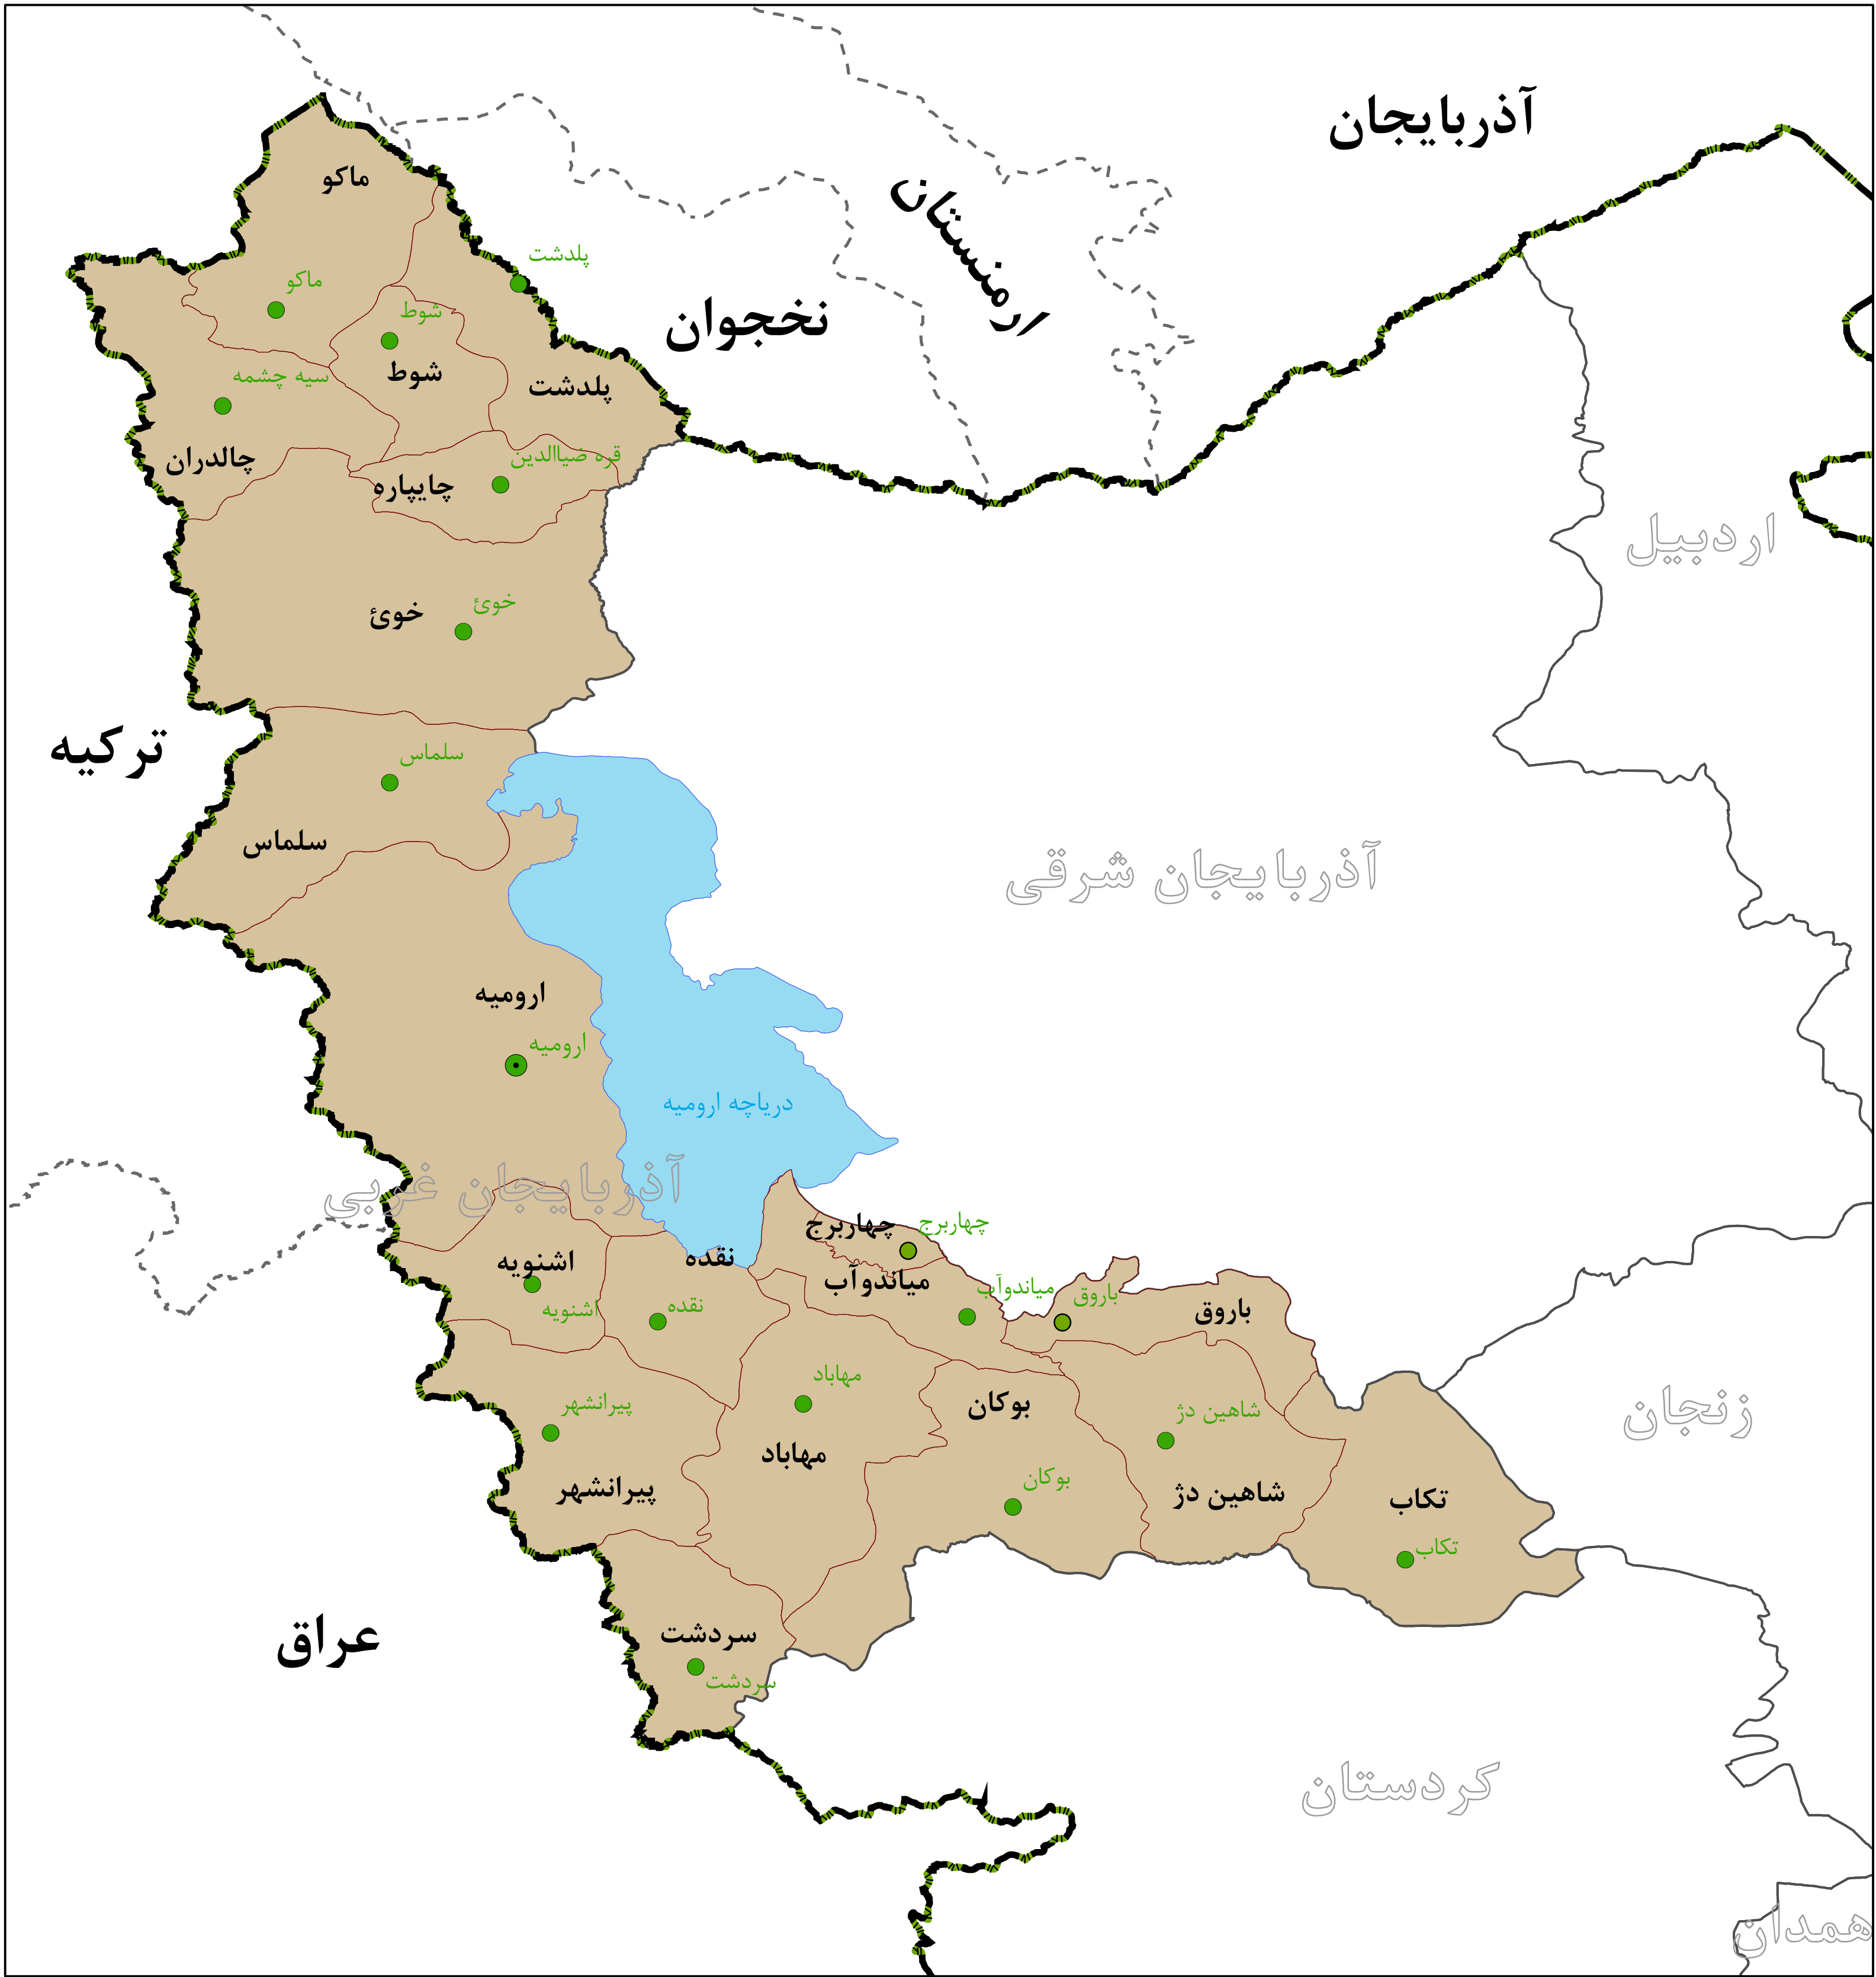 آذربایجان
ماکو
ارمنستان
پلدشت
ماکو
نخجوان
شوط
شوط
سیه چشمه
پلدشت
چالدران
قره ضیاالدین
چایپاره
اردبیل
خوئ
خوئ
ترکیه
سلماس
سلماس
آذربایجان شرقی
ارومیه
ارومیه
دریاچه ارومیه
آذربایجان غربی
چهاربرج
چهاربرج
نقده
اشنویه
میاندوآب
میاندوآب
باروق
باروق
نقده
اشنویه
مهاباد
پیرانشهر
بوکان
شاهین دژ
زنجان
مهاباد
بوکان
پیرانشهر
شاهین دژ
تکاب
تکاب
سردشت
عراق
سردشت
کردستان
همدان